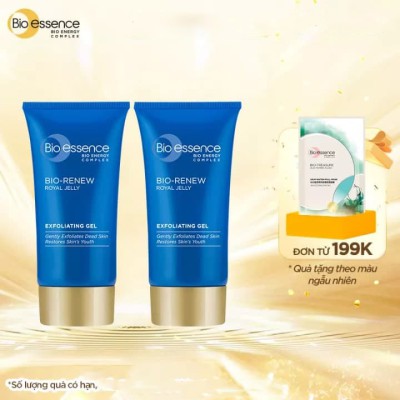 Bio essence
BIO ENERGY
COMPLEX
Bio essence
BIO ENERGY
COMPLEX
BIO-RENEW
ROYAL JELLY
EXFOLIATING GEL
Gently Exfoliates Dead Skin
Restores Skin's Youth
Bio essence
BIO ENERGY
COMPLEX
BIO-RENEW
ROYAL JELLY
EXFOLIATING GEL
Gently Exfoliates Dead Skin
Restores Skin's Youth
Bio essence
ĐƠN TỪ 199K
* Quà tặng theo màu
ngẫu nhiên
*Số lượng quà có hạn,